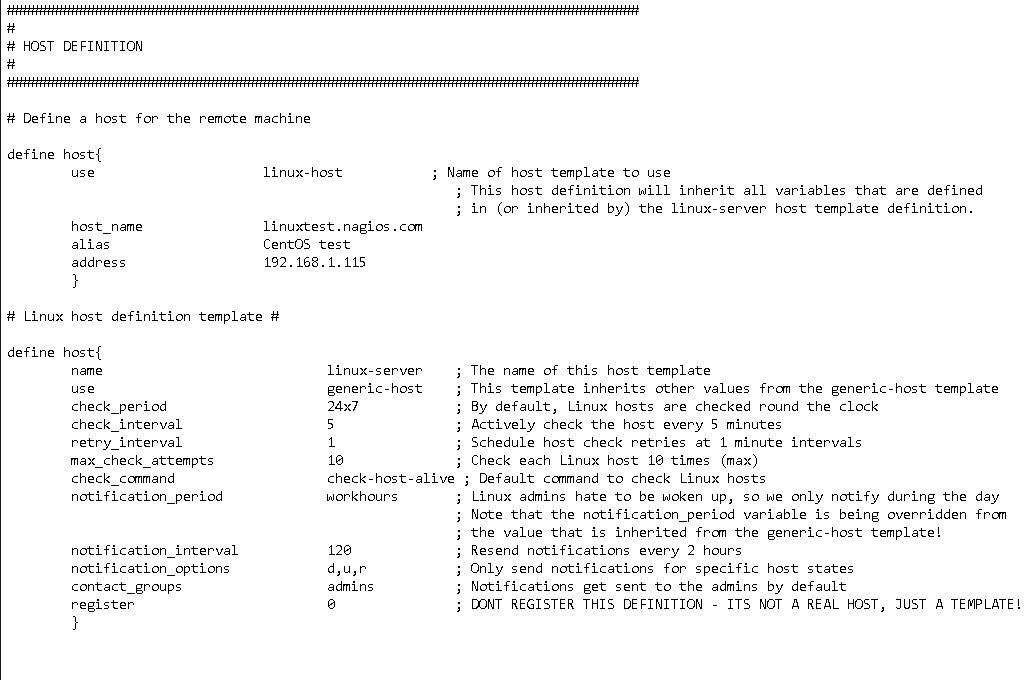 ###############################################################################
#
# HOST DEFINITION
#
###############################################################################
# Define a host for the remote machine
define host{
use linux-host ; Name of host template to use
; This host definition will inherit all variables that are defined
; in (or inherited by) the linux-server host template definition.
host_name linuxtest.nagios.com
alias CentOS test
address 192.168.1.115
}
# Linux host definition template #
define host{
name linux-server ; The name of this host template
use generic-host ; This template inherits other values from the generic-host template
check_period 24x7 ; By default, Linux hosts are checked round the clock
check_interval 5 ; Actively check the host every 5 minutes
retry_interval 1 ; Schedule host check retries at 1 minute intervals
max_check_attempts 10 ; Check each Linux host 10 times (max)
check_command check-host-alive ; Default command to check Linux hosts
notification_period workhours ; Linux admins hate to be woken up, so we only notify during the day
; Note that the notification_period variable is being overridden from
; the value that is inherited from the generic-host template!
notification_interval 120 ; Resend notifications every 2 hours
notification_options d,u,r ; Only send notifications for specific host states
contact_groups admins ; Notifications get sent to the admins by default
register 0 ; DONT REGISTER THIS DEFINITION - ITS NOT A REAL HOST, JUST A TEMPLATE!
}